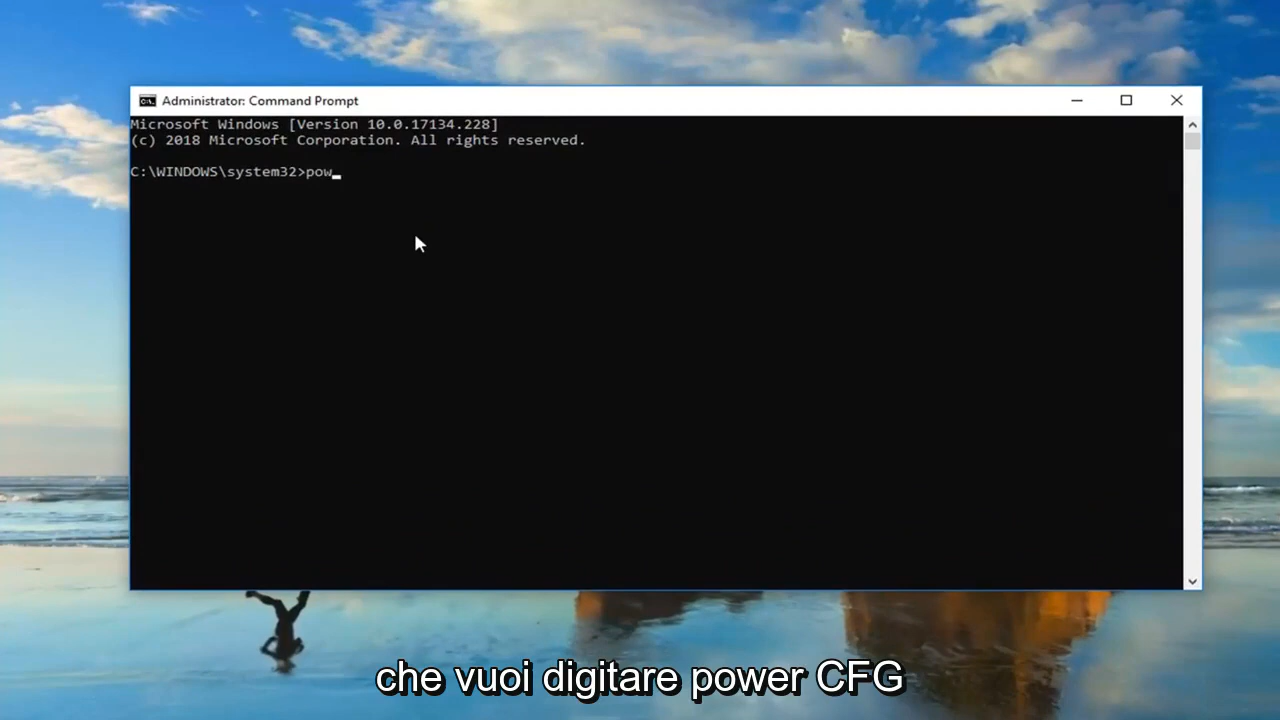 Administrator: Command Prompt
Microsoft Windows [Version 10.0.17134.228]
(c) 2018 Microsoft Corporation. All rights reserved.
C:\WINDOWS\system32>pow
che vuoi digitare power CFG